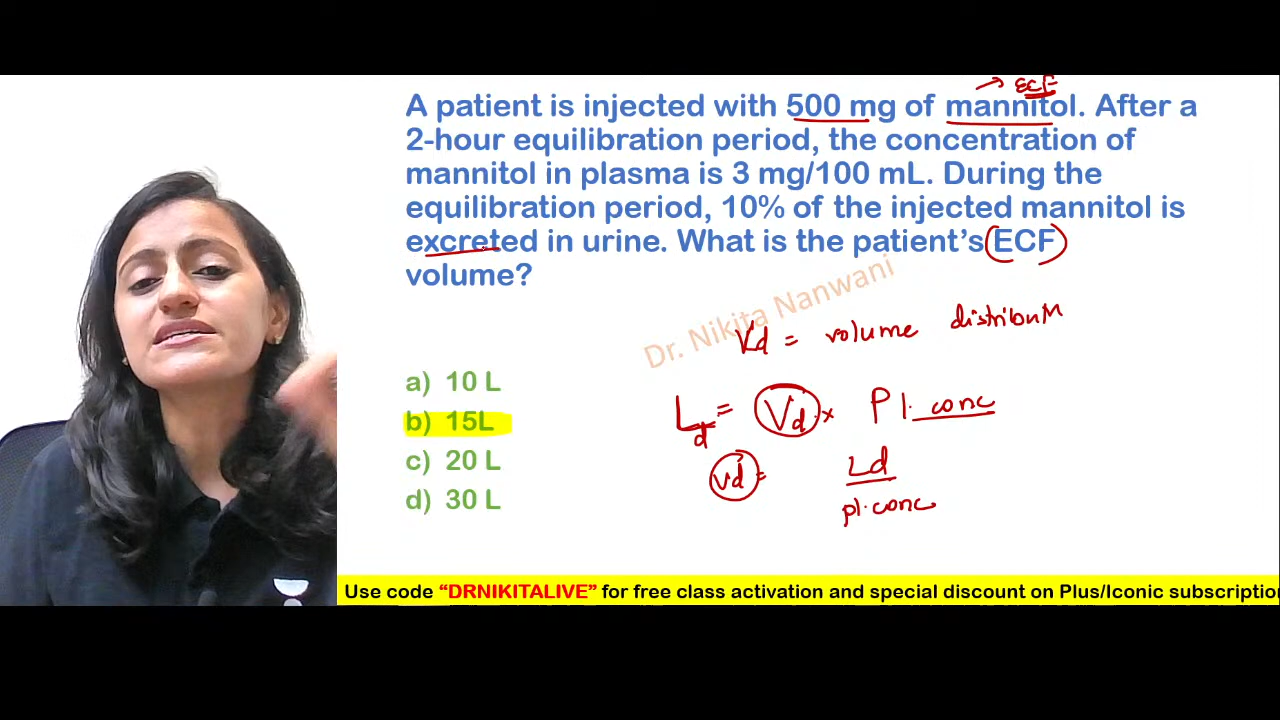 → ECF
A patient is injected with 500 mg of mannitol. After a
2-hour equilibration period, the concentration of
mannitol in plasma is 3 mg/100 mL. During the
equilibration period, 10% of the injected mannitol is
excreted in urine. What is the patient's ECF
volume?
Dr. Nikita Nanwani
Vd = volume distributn
a) 10 L
Ld = Vd × Pl. conc
b) 15L
c) 20 L
Vd = Ld
d) 30 L
pl. conc
Use code "DRNIKITALIVE" for free class activation and special discount on Plus/Iconic subscription